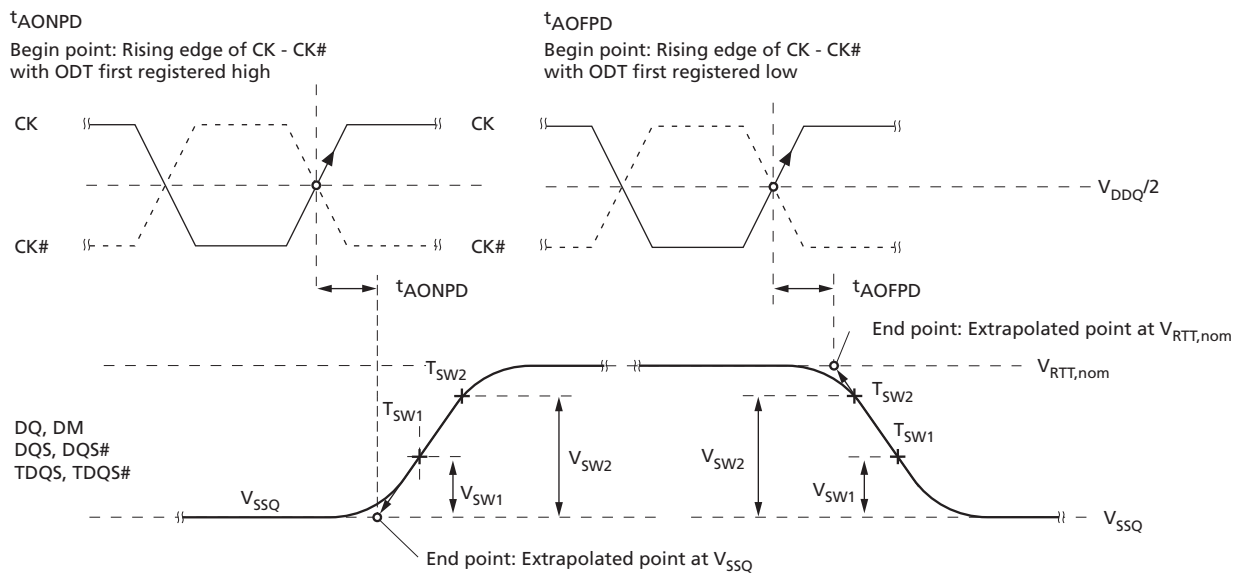 tAONPD
Begin point: Rising edge of CK - CK#
with ODT first registered high
tAOFPD
Begin point: Rising edge of CK - CK#
with ODT first registered low
CK
CK
VDDQ/2
CK#
CK#
tAONPD
tAOFPD
End point: Extrapolated point at VRTT,nom
VRTT,nom
TSW2
TSW2
TSW1
TSW1
DQ, DM
DQS, DQS#
TDQS, TDQS#
VSW2
VSW2
VSW1
VSW1
VSSQ
VSSQ
End point: Extrapolated point at VSSQ